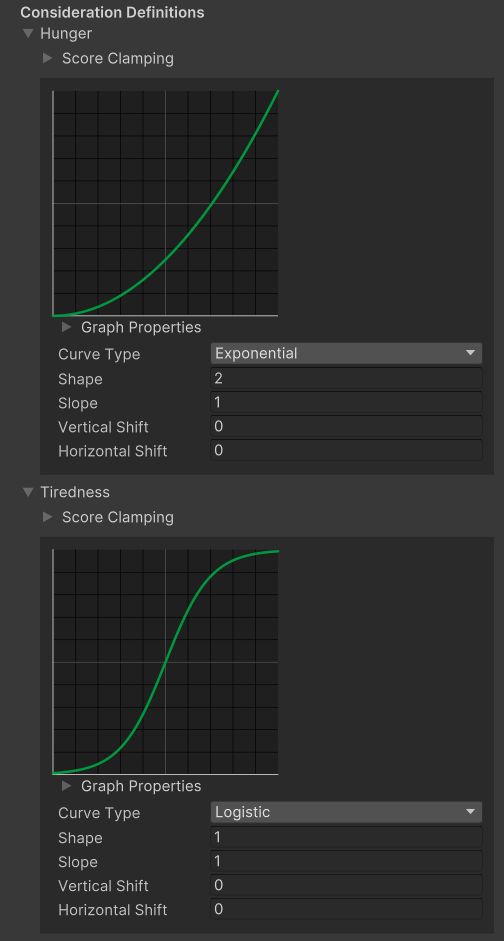 Consideration Definitions
Hunger
Score Clamping
Graph Properties
Curve Type Exponential
Shape 2
Slope 1
Vertical Shift 0
Horizontal Shift 0
Tiredness
Score Clamping
Graph Properties
Curve Type Logistic
Shape 1
Slope 1
Vertical Shift 0
Horizontal Shift 0